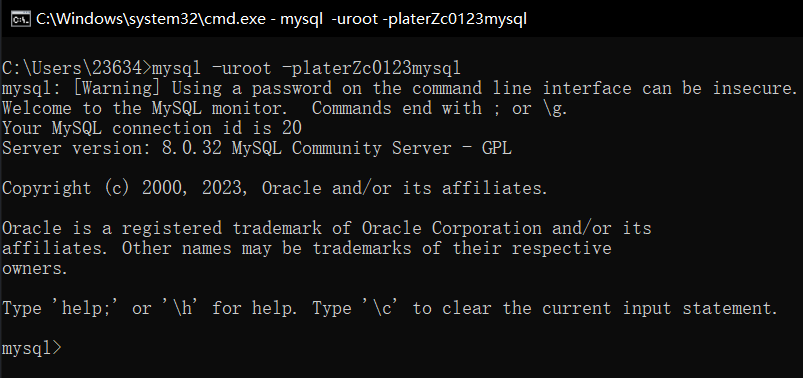 C:\Windows\system32\cmd.exe - mysql  -uroot -platerZc0123mysql
C:\Users\23634>mysql -uroot -platerZc0123mysql
mysql: [Warning] Using a password on the command line interface can be insecure.
Welcome to the MySQL monitor.  Commands end with ; or \g.
Your MySQL connection id is 20
Server version: 8.0.32 MySQL Community Server - GPL
Copyright (c) 2000, 2023, Oracle and/or its affiliates.
Oracle is a registered trademark of Oracle Corporation and/or its
affiliates. Other names may be trademarks of their respective
owners.
Type 'help;' or '\h' for help. Type '\c' to clear the current input statement.
mysql>